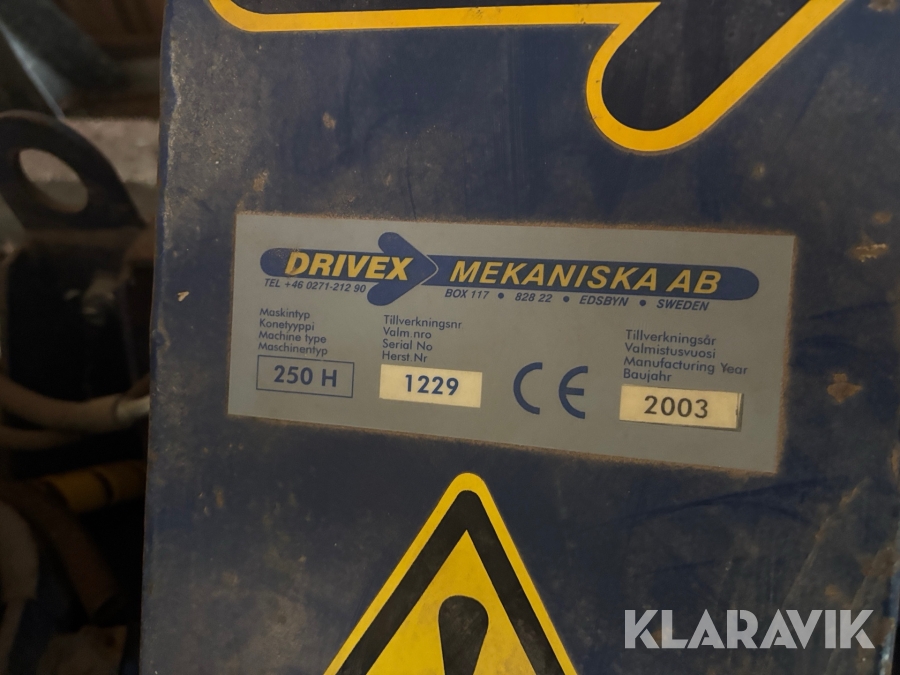 DRIVEX MEKANISKA AB
TEL +46 0271-212 90 BOX 117 • 828 22 • EDSBYN • SWEDEN
Maskintyp
Konetyyppi
Machine type
Maschinentyp
250 H
Tillverkningsnr
Valm.nro
Serial No
Herst.Nr
1229
CE
Tillverkningsår
Valmistusvuosi
Manufacturing Year
Baujahr
2003
!
KLARAVIK